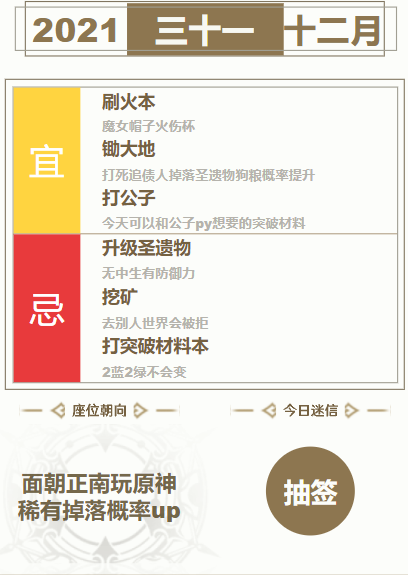 2021 三十一 十二月
宜
刷火本
魔女帽子火伤杯
锄大地
打死追债人掉落圣遗物狗粮概率提升
打公子
今天可以和公子py想要的突破材料
忌
升级圣遗物
无中生有防御力
挖矿
去别人世界会被拒
打突破材料本
2蓝2绿不会变
座位朝向
今日迷信
面朝正南玩原神
稀有掉落概率up
抽签